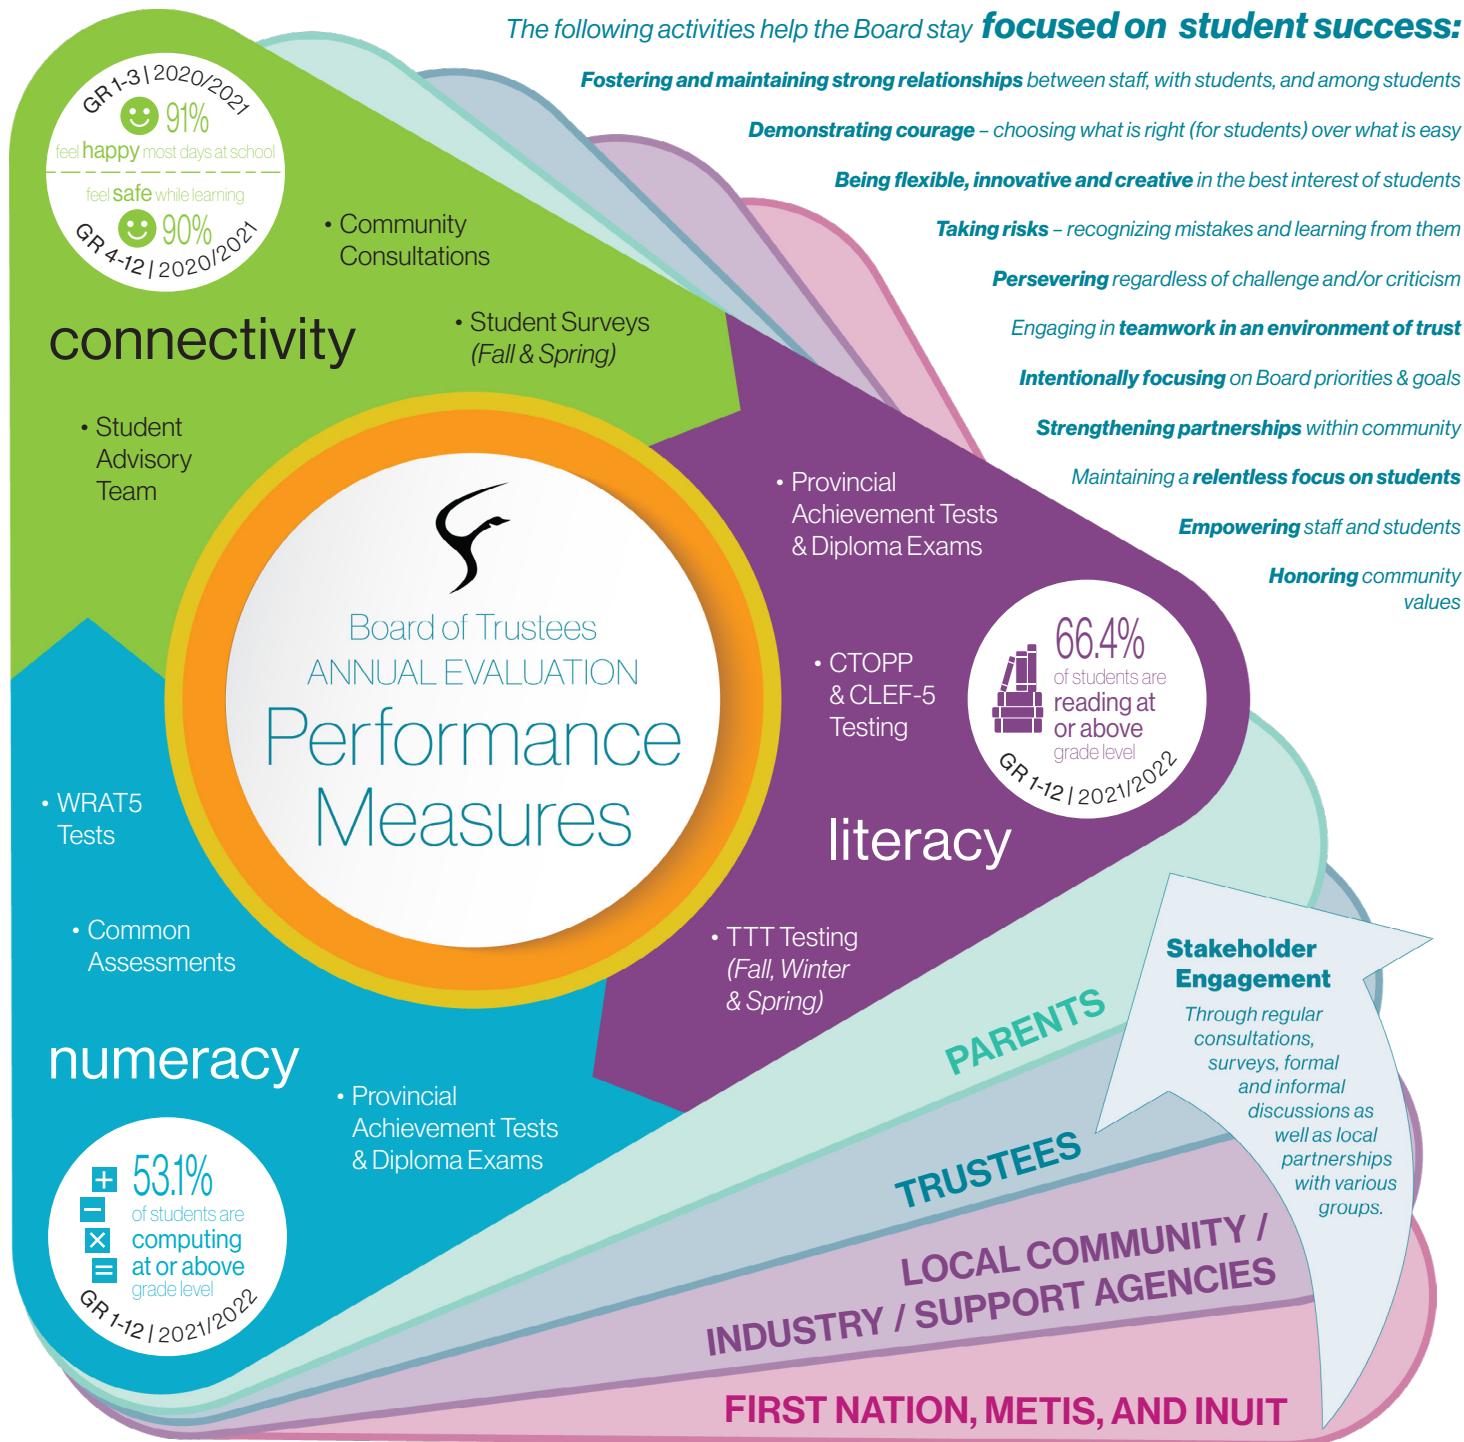 The following activities help the Board stay focused on student success:
Fostering and maintaining strong relationships between staff, with students, and among students
Demonstrating courage – choosing what is right (for students) over what is easy
Being flexible, innovative and creative in the best interest of students
Taking risks – recognizing mistakes and learning from them
Persevering regardless of challenge and/or criticism
Engaging in teamwork in an environment of trust
Intentionally focusing on Board priorities & goals
Strengthening partnerships within community
Maintaining a relentless focus on students
Empowering staff and students
Honoring community
values
GR 1-3 | 2020/2021
91%
feel happy most days at school
feel safe while learning
90%
GR 4-12 | 2020/2021
• Community
Consultations
• Student Surveys
(Fall & Spring)
connectivity
• Student
Advisory
Team
Board of Trustees
ANNUAL EVALUATION
Performance
Measures
• Provincial
Achievement Tests
& Diploma Exams
• CTOPP
& CLEF-5
Testing
66.4%
of students are
reading at
or above
grade level
GR 1-12 | 2021/2022
literacy
• TTT Testing
(Fall, Winter
& Spring)
• WRAT5
Tests
• Common
Assessments
numeracy
• Provincial
Achievement Tests
& Diploma Exams
+
53.1%
−
of students are
×
computing
at or above
=
grade level
GR 1-12 | 2021/2022
PARENTS
TRUSTEES
LOCAL COMMUNITY /
INDUSTRY / SUPPORT AGENCIES
FIRST NATION, METIS, AND INUIT
Stakeholder
Engagement
Through regular
consultations,
surveys, formal
and informal
discussions as
well as local
partnerships
with various
groups.